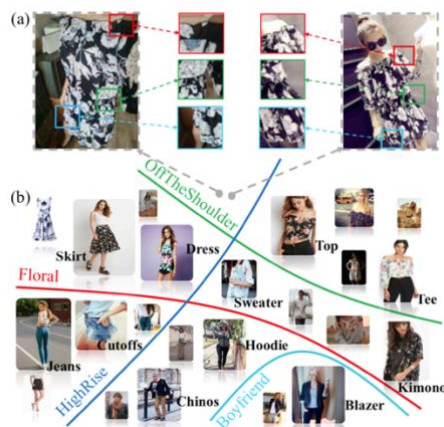 (a)
OffTheShoulder
(b)
Skirt
Dress
Top
Tee
Floral
Sweater
Jeans
Cutoffs
Hoodie
Kimono
HighRise
Chinos
Boyfriend
Blazer